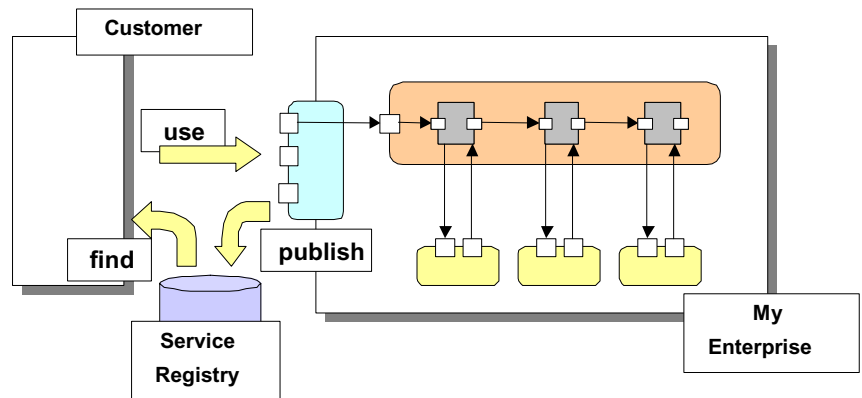 Customer
use
find
publish
Service
Registry
My
Enterprise